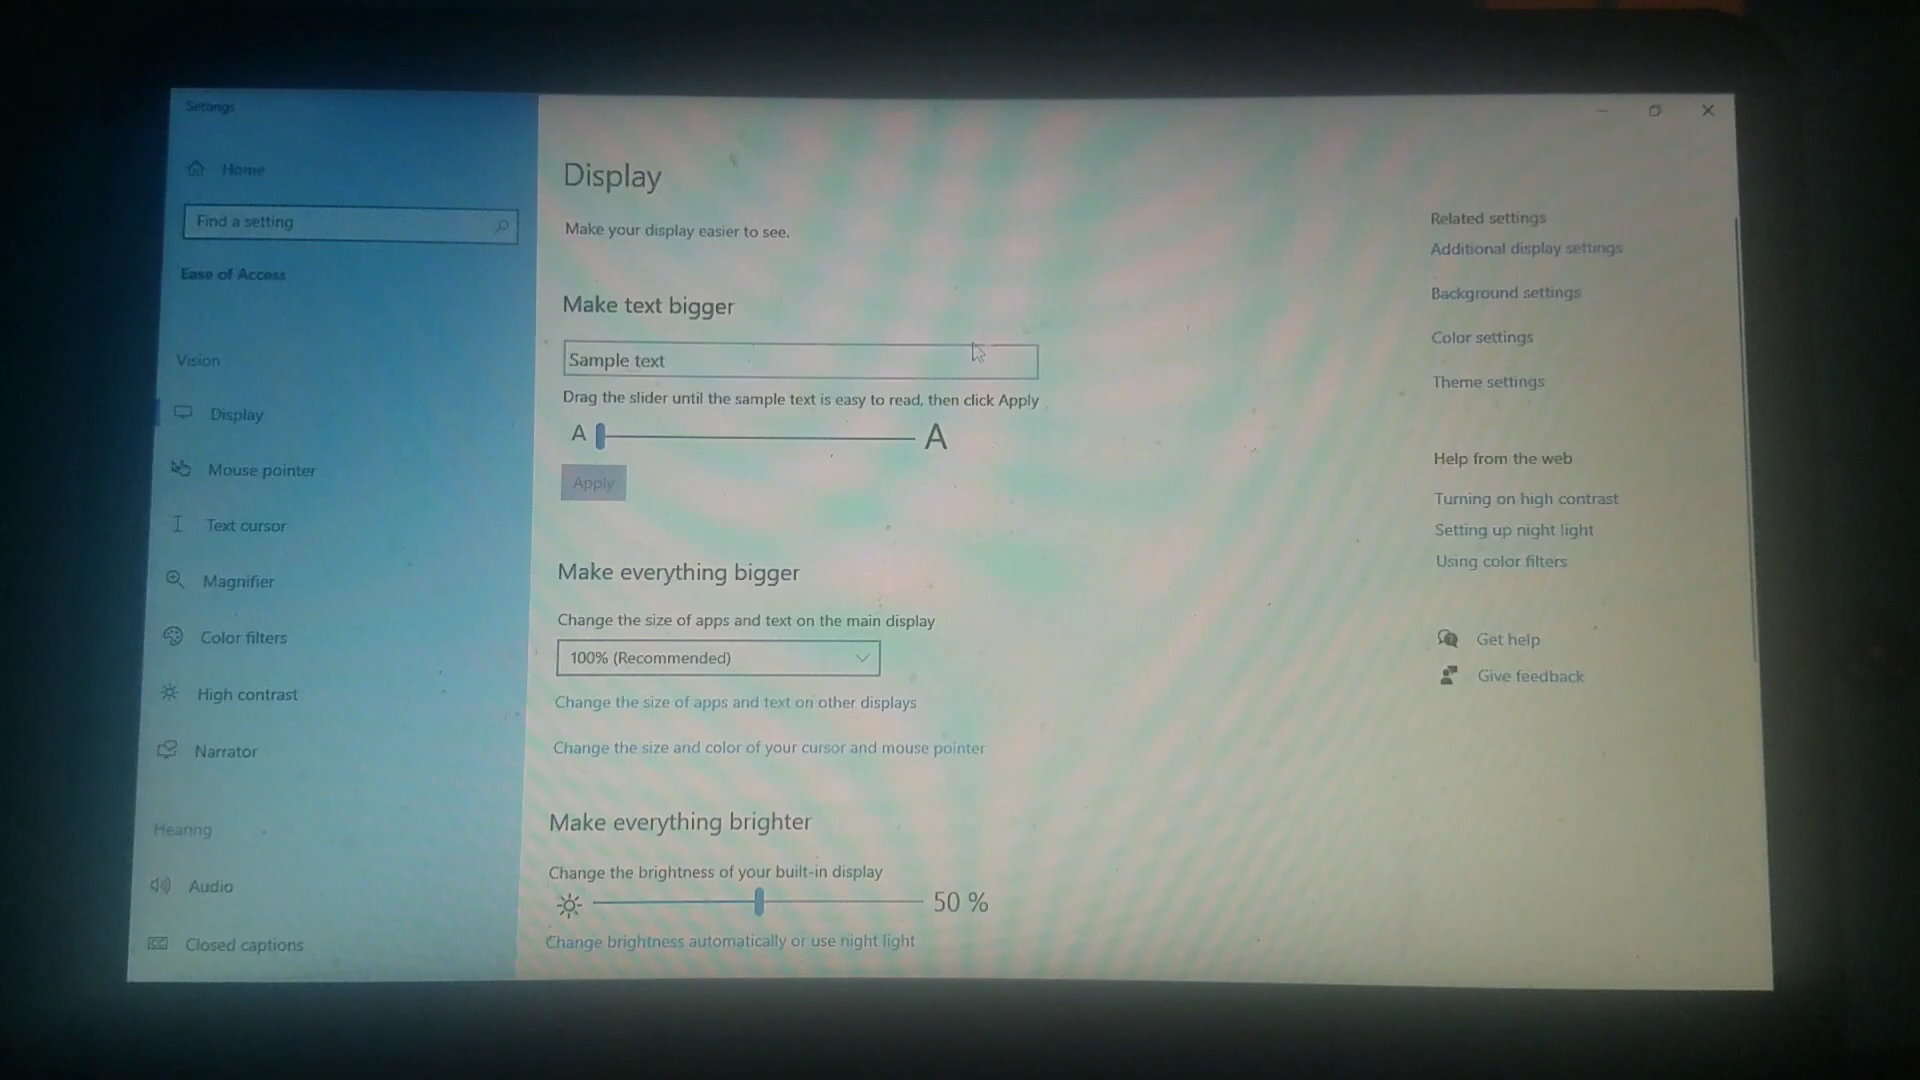 Settings
Home
Find a setting
Ease of Access
Vision
Display
Mouse pointer
Text cursor
Magnifier
Color filters
High contrast
Narrator
Hearing
Audio
Closed captions
Display
Make your display easier to see.
Make text bigger
Sample text
Drag the slider until the sample text is easy to read, then click Apply
A A
Apply
Make everything bigger
Change the size of apps and text on the main display
100% (Recommended)
Change the size of apps and text on other displays
Change the size and color of your cursor and mouse pointer
Make everything brighter
Change the brightness of your built-in display
50 %
Change brightness automatically or use night light
Related settings
Additional display settings
Background settings
Color settings
Theme settings
Help from the web
Turning on high contrast
Setting up night light
Using color filters
Get help
Give feedback